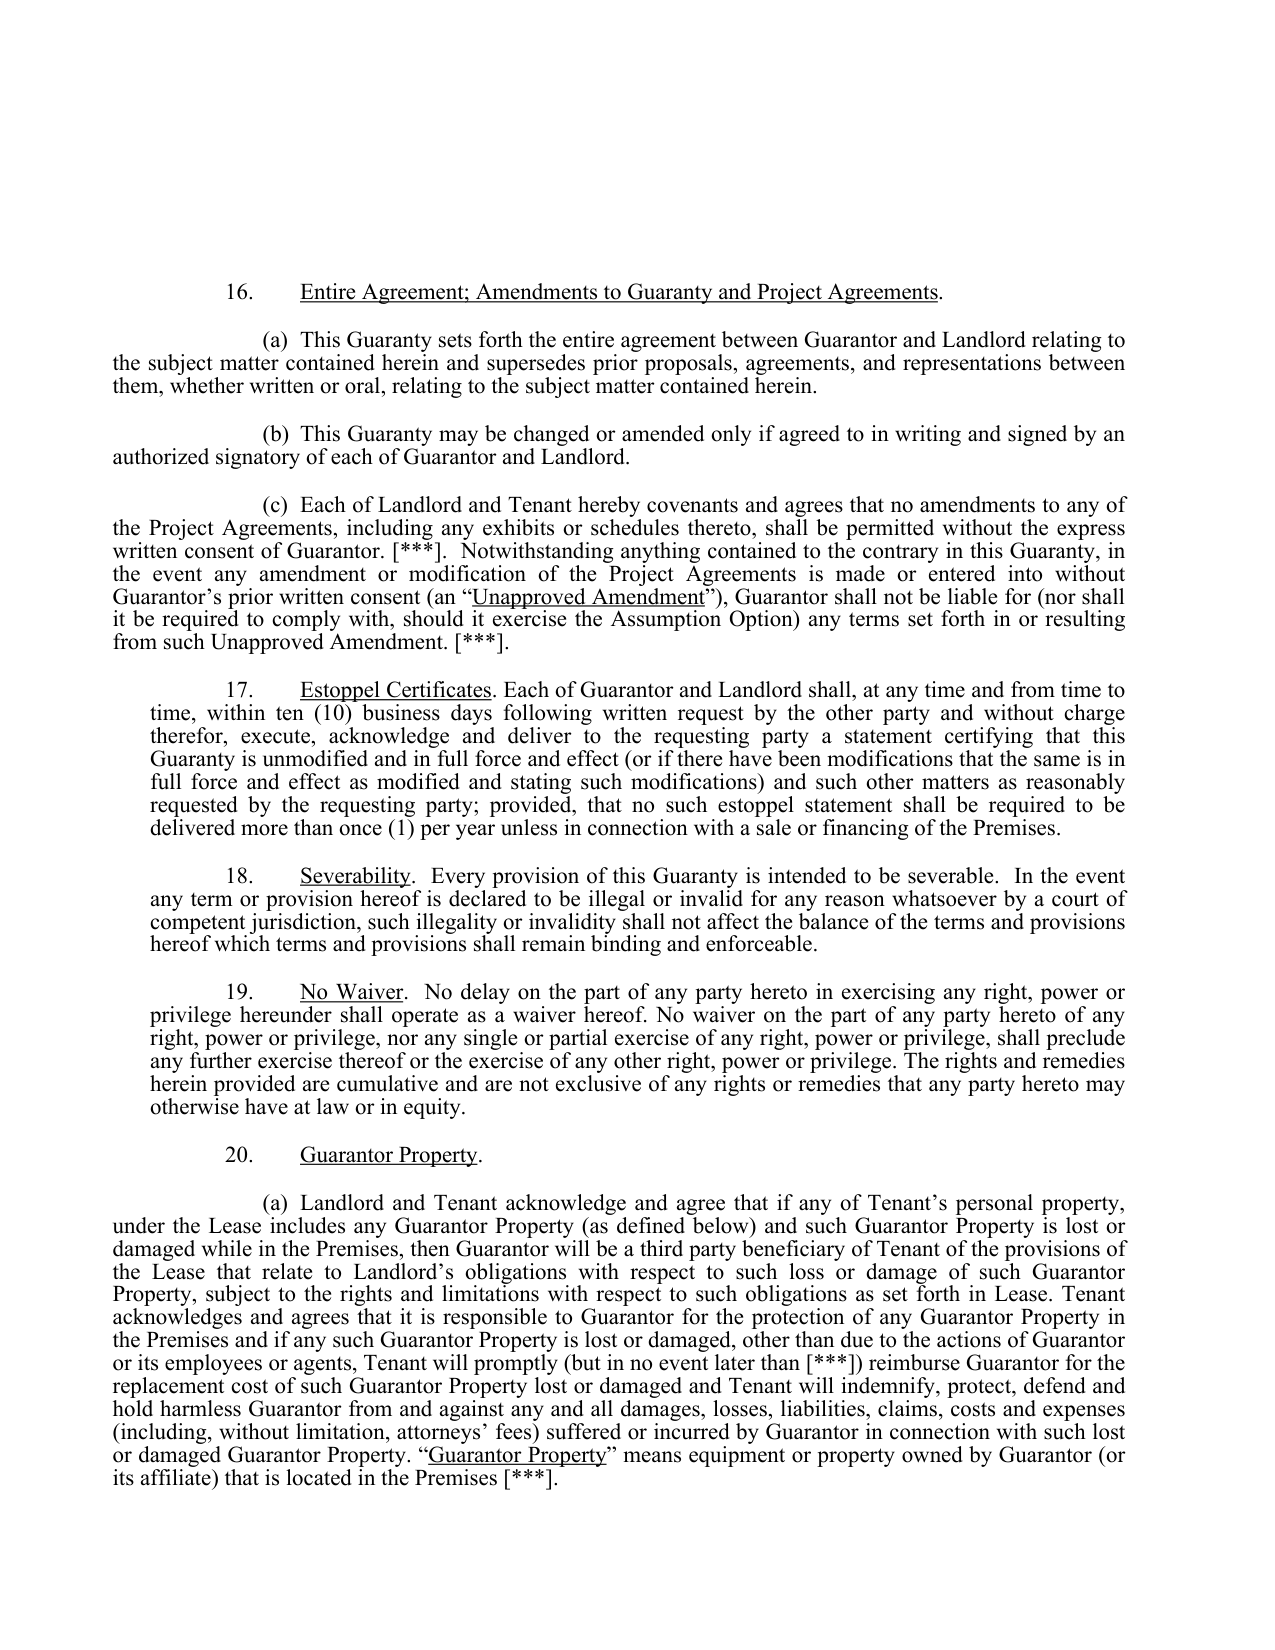 16. Entire Agreement; Amendments to Guaranty and Project Agreements.
(a) This Guaranty sets forth the entire agreement between Guarantor and Landlord relating to
the subject matter contained herein and supersedes prior proposals, agreements, and representations between
them, whether written or oral, relating to the subject matter contained herein.
(b) This Guaranty may be changed or amended only if agreed to in writing and signed by an
authorized signatory of each of Guarantor and Landlord.
(c) Each of Landlord and Tenant hereby covenants and agrees that no amendments to any of
the Project Agreements, including any exhibits or schedules thereto, shall be permitted without the express
written consent of Guarantor. [***]. Notwithstanding anything contained to the contrary in this Guaranty, in
the event any amendment or modification of the Project Agreements is made or entered into without
Guarantor’s prior written consent (an “Unapproved Amendment”), Guarantor shall not be liable for (nor shall
it be required to comply with, should it exercise the Assumption Option) any terms set forth in or resulting
from such Unapproved Amendment. [***].
17. Estoppel Certificates. Each of Guarantor and Landlord shall, at any time and from time to
time, within ten (10) business days following written request by the other party and without charge
therefor, execute, acknowledge and deliver to the requesting party a statement certifying that this
Guaranty is unmodified and in full force and effect (or if there have been modifications that the same is in
full force and effect as modified and stating such modifications) and such other matters as reasonably
requested by the requesting party; provided, that no such estoppel statement shall be required to be
delivered more than once (1) per year unless in connection with a sale or financing of the Premises.
18. Severability. Every provision of this Guaranty is intended to be severable. In the event
any term or provision hereof is declared to be illegal or invalid for any reason whatsoever by a court of
competent jurisdiction, such illegality or invalidity shall not affect the balance of the terms and provisions
hereof which terms and provisions shall remain binding and enforceable.
19. No Waiver. No delay on the part of any party hereto in exercising any right, power or
privilege hereunder shall operate as a waiver hereof. No waiver on the part of any party hereto of any
right, power or privilege, nor any single or partial exercise of any right, power or privilege, shall preclude
any further exercise thereof or the exercise of any other right, power or privilege. The rights and remedies
herein provided are cumulative and are not exclusive of any rights or remedies that any party hereto may
otherwise have at law or in equity.
20. Guarantor Property.
(a) Landlord and Tenant acknowledge and agree that if any of Tenant’s personal property,
under the Lease includes any Guarantor Property (as defined below) and such Guarantor Property is lost or
damaged while in the Premises, then Guarantor will be a third party beneficiary of Tenant of the provisions of
the Lease that relate to Landlord’s obligations with respect to such loss or damage of such Guarantor
Property, subject to the rights and limitations with respect to such obligations as set forth in Lease. Tenant
acknowledges and agrees that it is responsible to Guarantor for the protection of any Guarantor Property in
the Premises and if any such Guarantor Property is lost or damaged, other than due to the actions of Guarantor
or its employees or agents, Tenant will promptly (but in no event later than [***]) reimburse Guarantor for the
replacement cost of such Guarantor Property lost or damaged and Tenant will indemnify, protect, defend and
hold harmless Guarantor from and against any and all damages, losses, liabilities, claims, costs and expenses
(including, without limitation, attorneys’ fees) suffered or incurred by Guarantor in connection with such lost
or damaged Guarantor Property. “Guarantor Property” means equipment or property owned by Guarantor (or
its affiliate) that is located in the Premises [***].